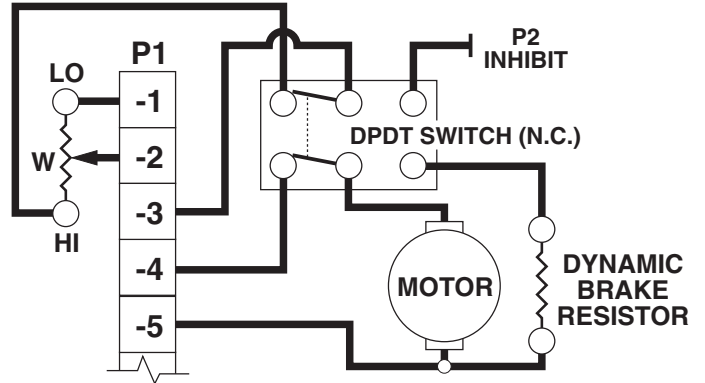 P1
LO
-1
W
-2
-3
HI
-4
-5
P2
INHIBIT
DPDT SWITCH (N.C.)
MOTOR
DYNAMIC
BRAKE
RESISTOR